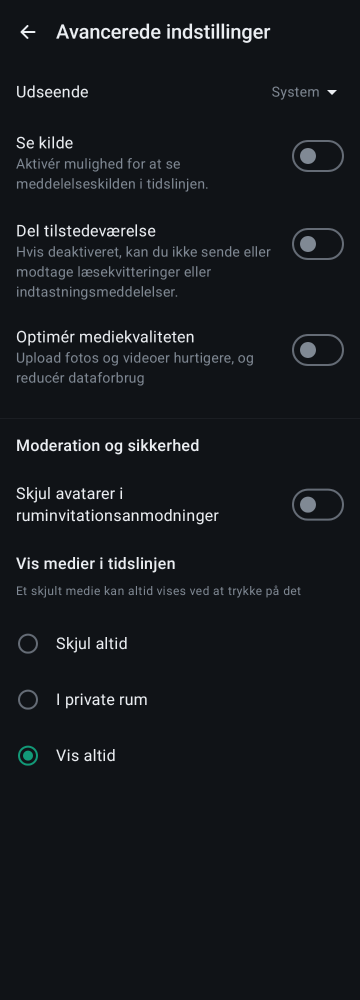 Avancerede indstillinger
Udseende
System
Se kilde
Aktivér mulighed for at se
meddelelseskilden i tidslinjen.
Del tilstedeværelse
Hvis deaktiveret, kan du ikke sende eller
modtage læsekvitteringer eller
indtastningsmeddelelser.
Optimér mediekvaliteten
Upload fotos og videoer hurtigere, og
reducér dataforbrug
Moderation og sikkerhed
Skjul avatarer i
ruminvitationsanmodninger
Vis medier i tidslinjen
Et skjult medie kan altid vises ved at trykke på det
Skjul altid
I private rum
Vis altid